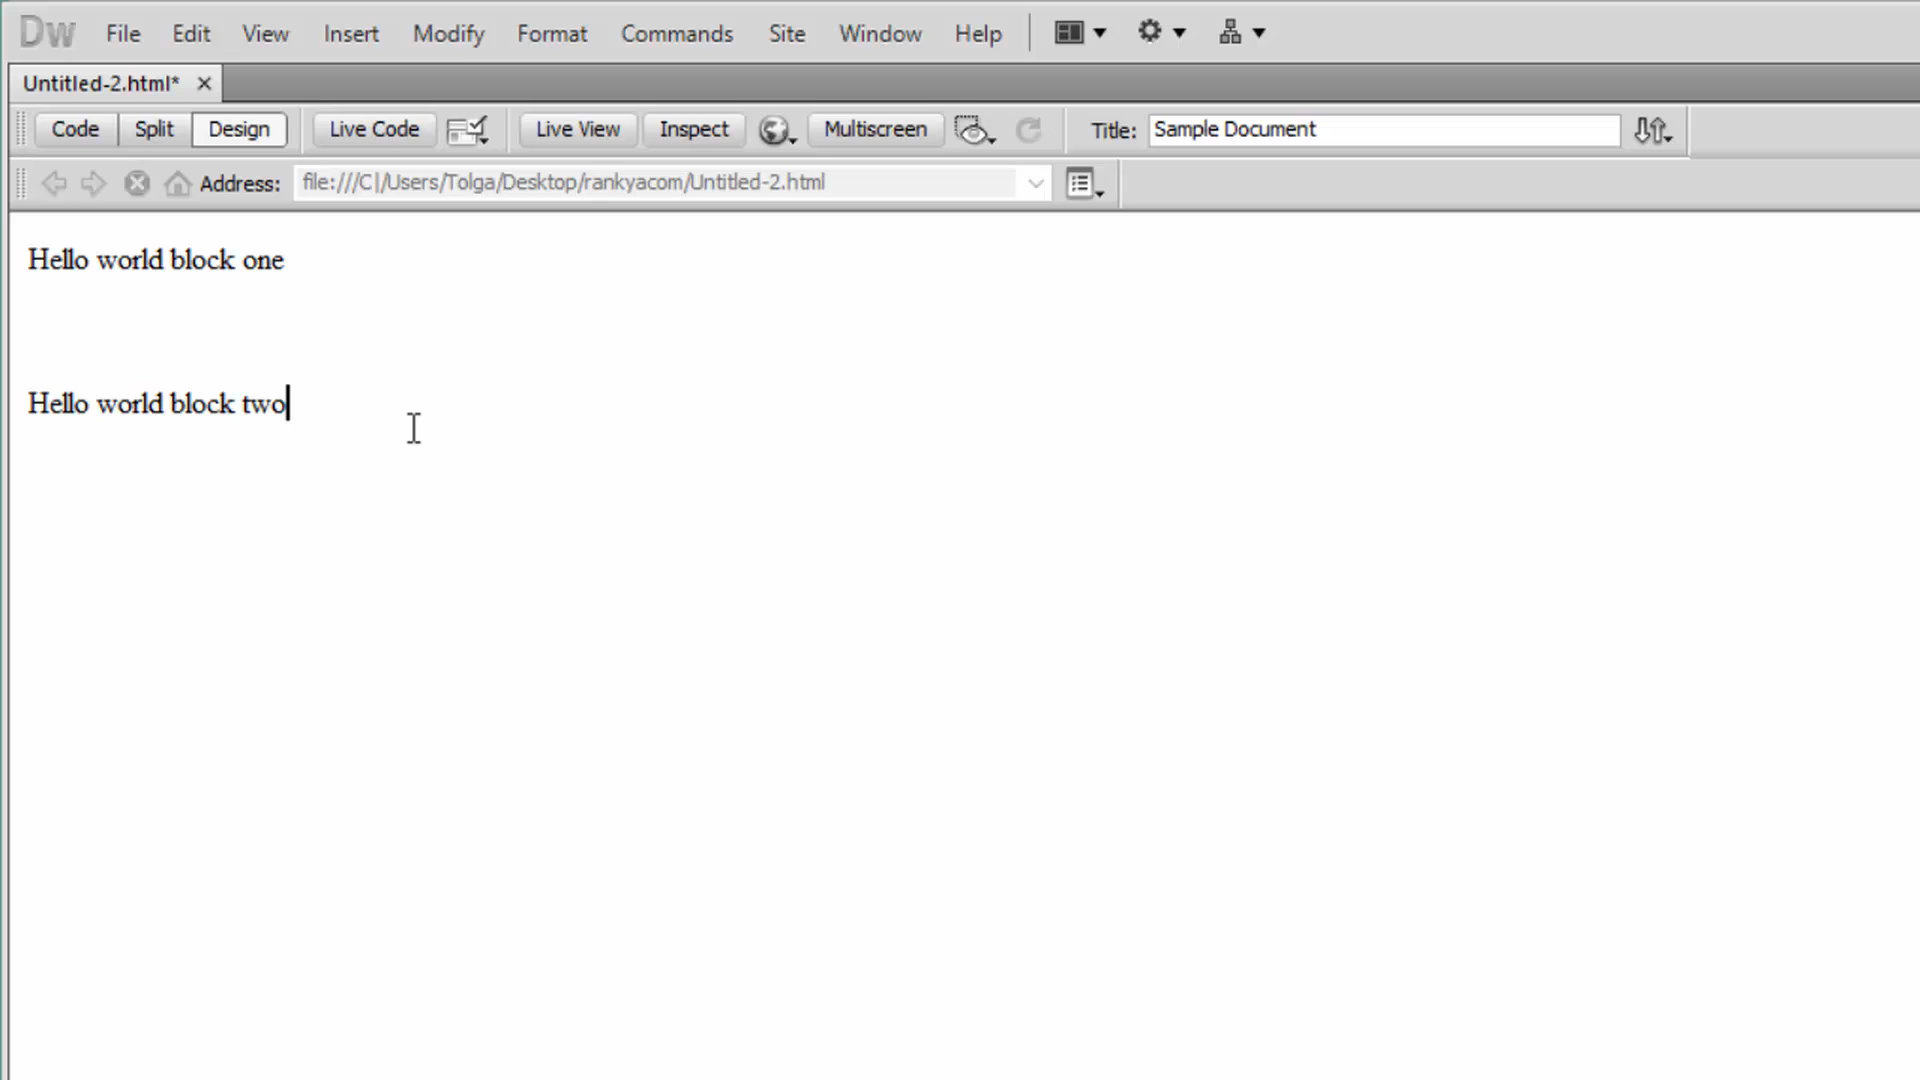 Dw File Edit View Insert Modify Format Commands Site Window Help
Untitled-2.html*
Code Split Design Live Code Live View Inspect Multiscreen Title: Sample Document
Address: file:///C|/Users/Tolga/Desktop/rankyacom/Untitled-2.html
Hello world block one
Hello world block two